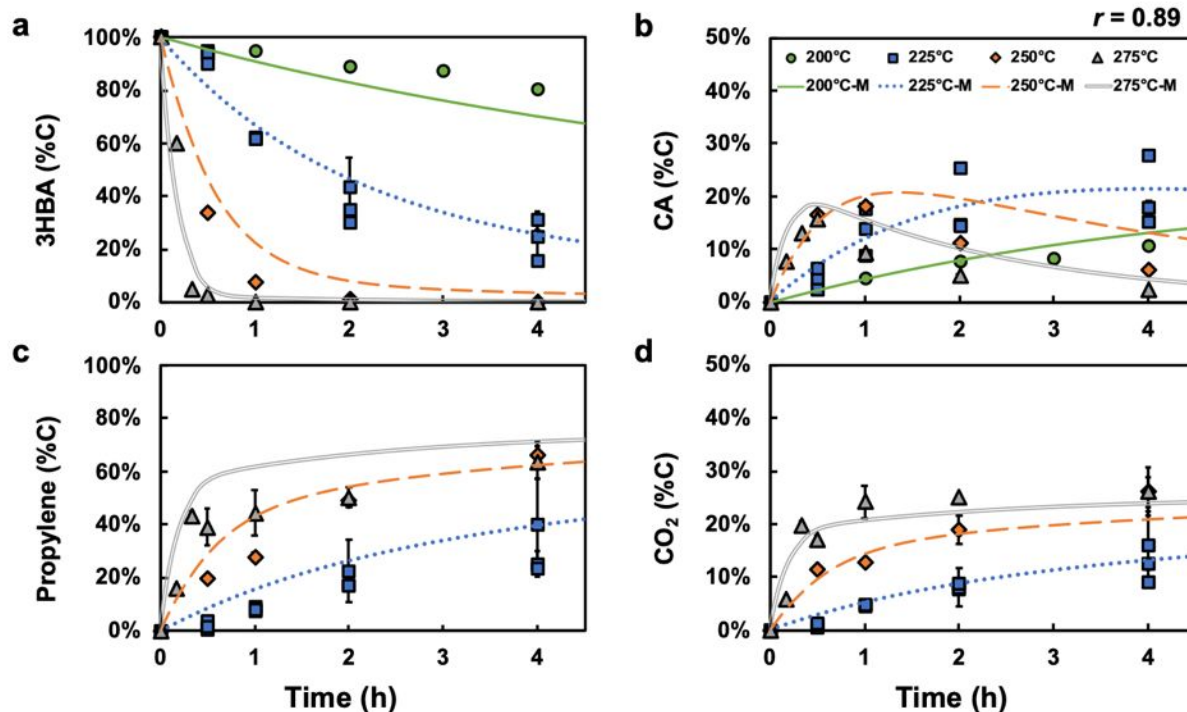 r = 0.89
a
3HBA (%C)
100%
80%
60%
40%
20%
0%
0 1 2 3 4
b
CA (%C)
50%
40%
30%
20%
10%
0%
200°C 225°C 250°C 275°C
200°C-M 225°C-M 250°C-M 275°C-M
0 1 2 3 4
c
Propylene (%C)
100%
80%
60%
40%
20%
0%
0 1 2 3 4
Time (h)
d
CO₂ (%C)
50%
40%
30%
20%
10%
0%
0 1 2 3 4
Time (h)